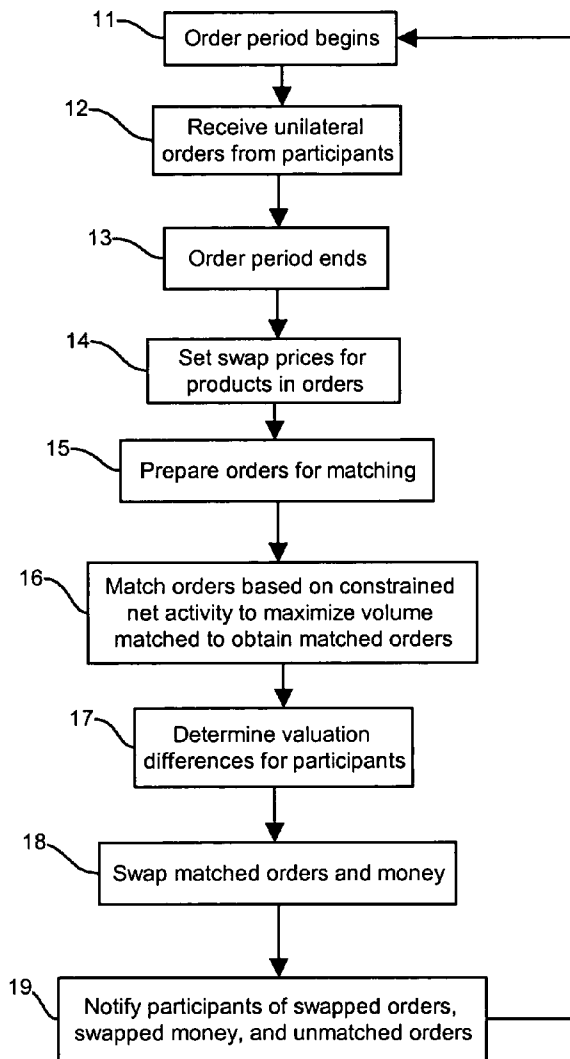 11
Order period begins
12
Receive unilateral
orders from participants
13
Order period ends
14
Set swap prices for
products in orders
15
Prepare orders for matching
16
Match orders based on constrained
net activity to maximize volume
matched to obtain matched orders
17
Determine valuation
differences for participants
18
Swap matched orders and money
19
Notify participants of swapped orders,
swapped money, and unmatched orders